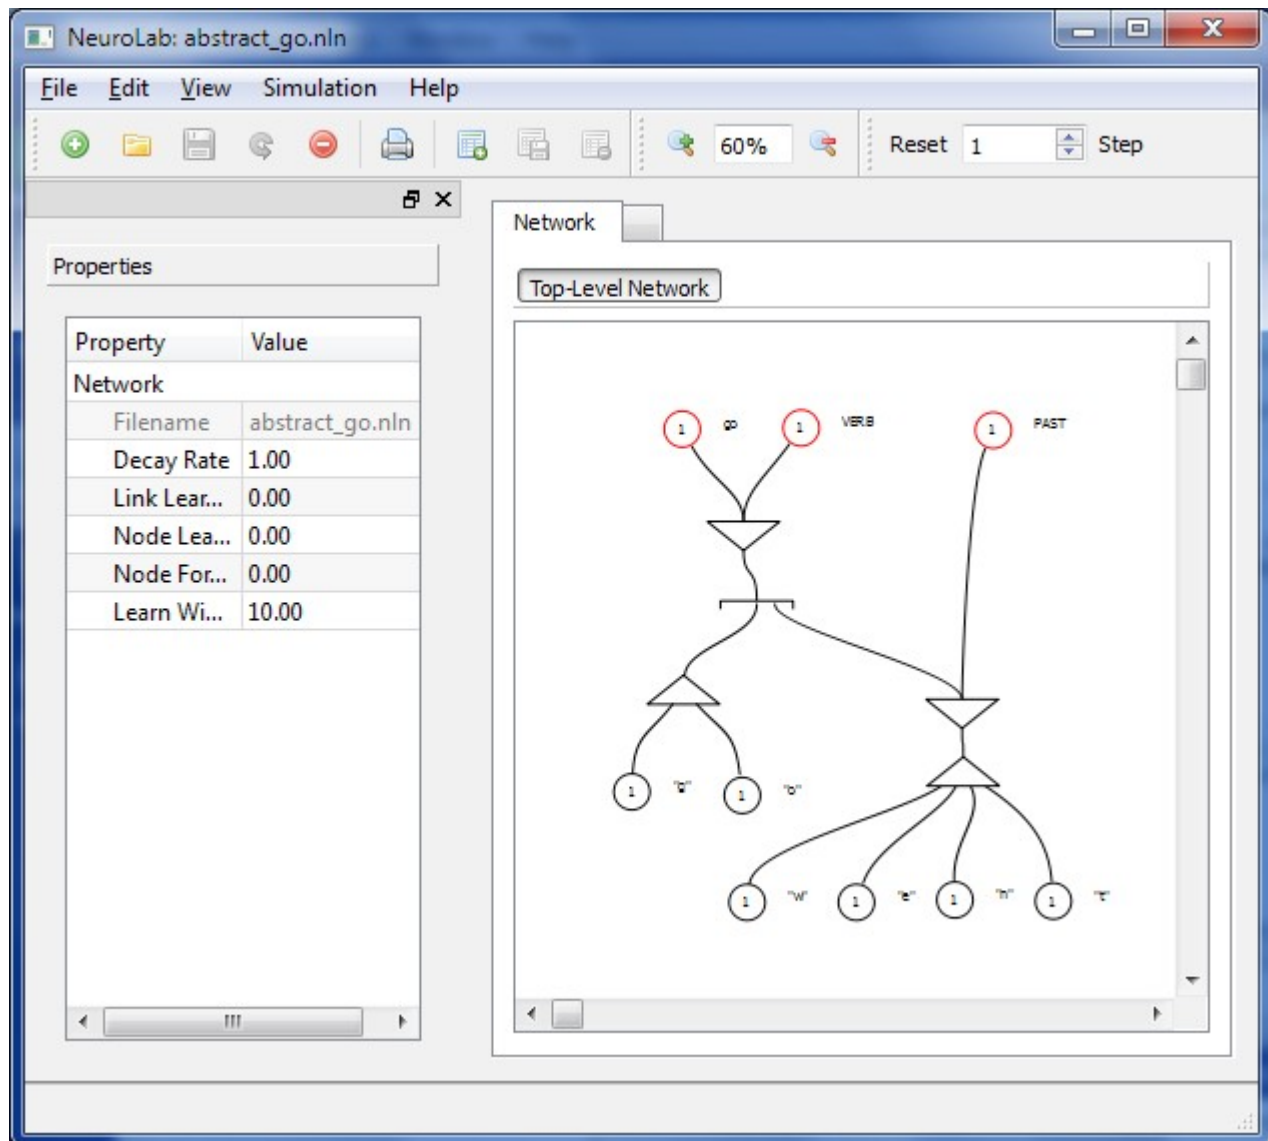 NeuroLab: abstract_go.nln
File Edit View Simulation Help
60% Reset 1 Step
Network
Properties
Top-Level Network
Property Value
Network
Filename abstract_go.nln
Decay Rate 1.00
Link Lear... 0.00
Node Lea... 0.00
Node For... 0.00
Learn Wi... 10.00
1 go 1 VERB 1 PAST
1 "g" 1 "o"
1 "w" 1 "e" 1 "n" 1 "t"